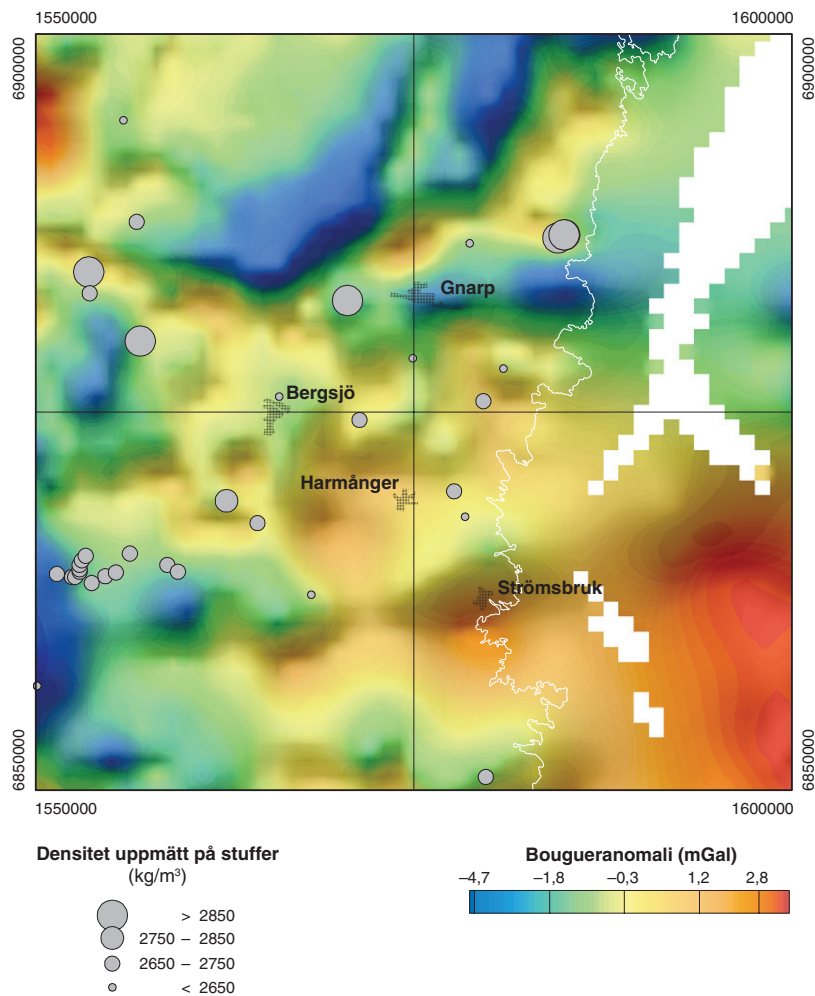 1550000 1600000
6900000 6900000
Gnarp
Bergsjö
Harmånger
Strömsbruk
6850000 6850000
1550000 1600000
Densitet uppmätt på stuffer
(kg/m³)
> 2850
2750 – 2850
2650 – 2750
< 2650
Bougueranomali (mGal)
–4,7 –1,8 –0,3 1,2 2,8